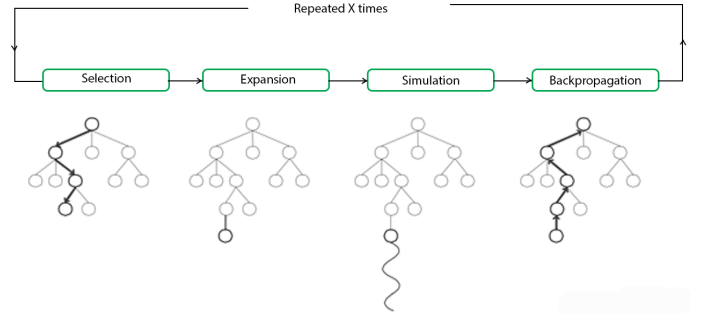 Repeated X times
Selection
Expansion
Simulation
Backpropagation